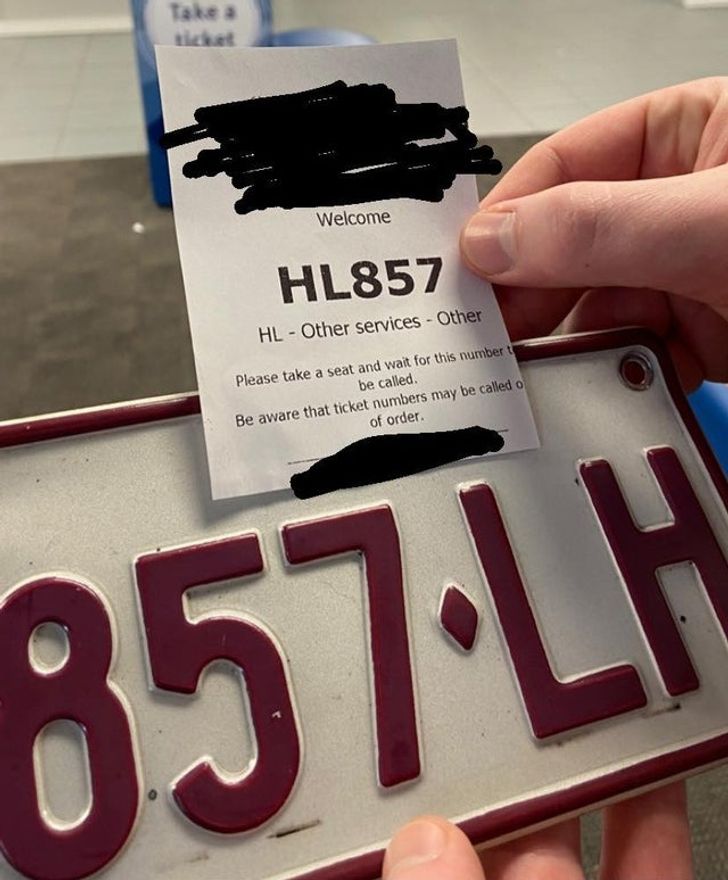 Take a
ticket
Welcome
HL857
HL - Other services - Other
Please take a seat and wait for this number
be called.
Be aware that ticket numbers may be called
of order.
857·LH